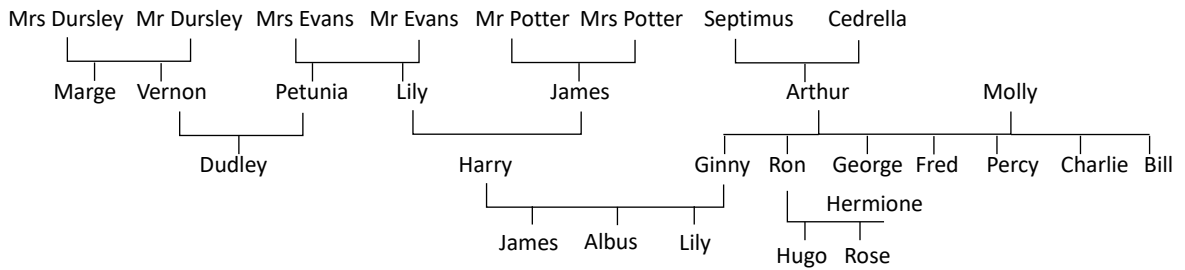 Mrs Dursley Mr Dursley Mrs Evans Mr Evans Mr Potter Mrs Potter Septimus Cedrella
Marge Vernon Petunia Lily James Arthur Molly
Dudley Harry Ginny Ron George Fred Percy Charlie Bill
Hermione
James Albus Lily
Hugo Rose